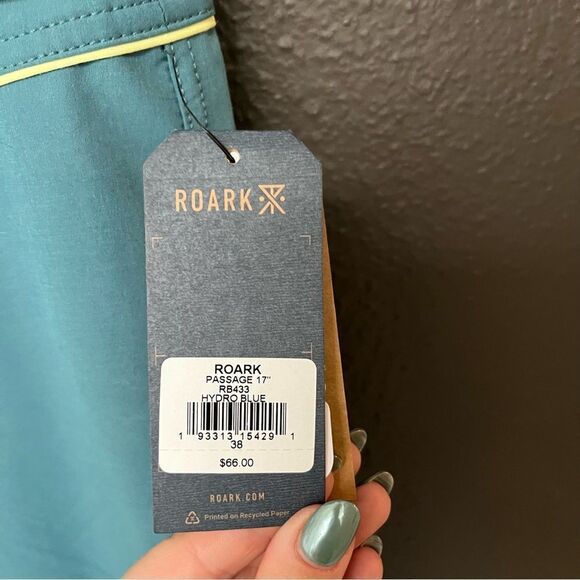 ROARK
ROARK
PASSAGE 17"
RB433
HYDRO BLUE
1 93313 15429 1
38
$66.00
ROARK.COM
Printed on Recycled Paper